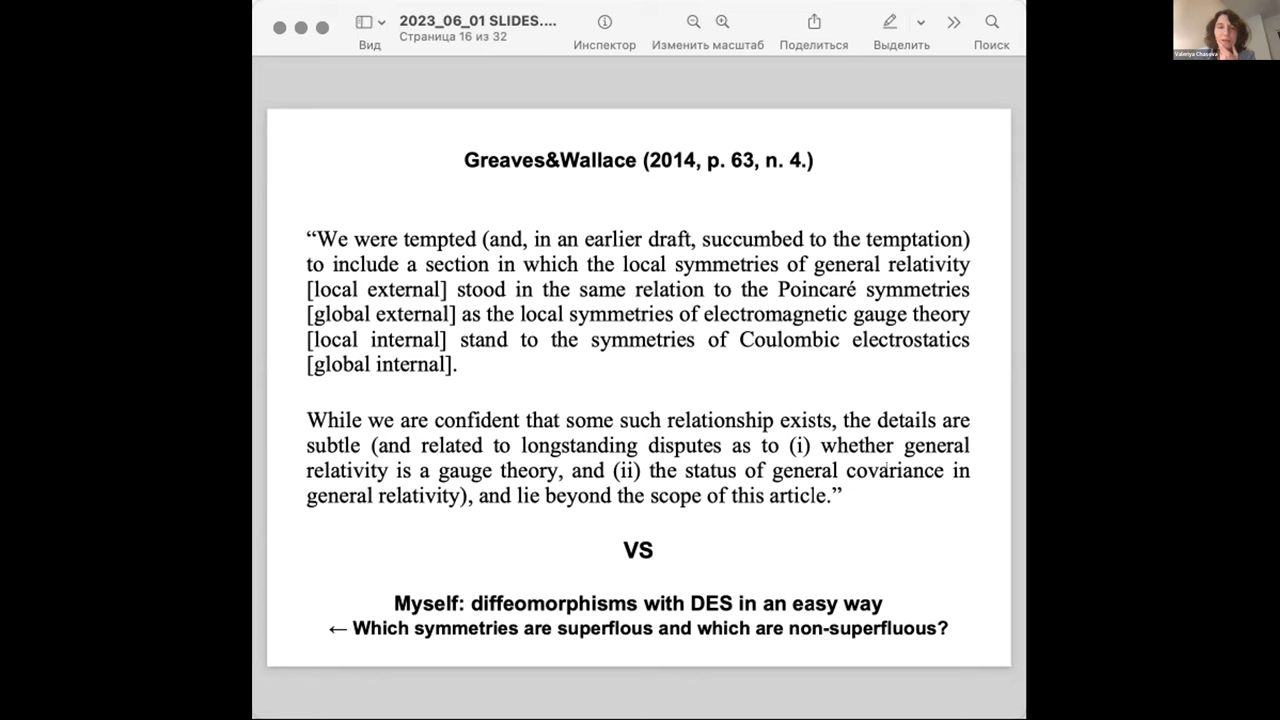 2023_06_01 SLIDES....
Страница 16 из 32
Вид
Инспектор
Изменить масштаб
Поделиться
Выделить
Поиск
Valeriya Chasova
Greaves&Wallace (2014, p. 63, n. 4.)
“We were tempted (and, in an earlier draft, succumbed to the temptation)
to include a section in which the local symmetries of general relativity
[local external] stood in the same relation to the Poincaré symmetries
[global external] as the local symmetries of electromagnetic gauge theory
[local internal] stand to the symmetries of Coulombic electrostatics
[global internal].
While we are confident that some such relationship exists, the details are
subtle (and related to longstanding disputes as to (i) whether general
relativity is a gauge theory, and (ii) the status of general covariance in
general relativity), and lie beyond the scope of this article.”
VS
Myself: diffeomorphisms with DES in an easy way
← Which symmetries are superflous and which are non-superfluous?